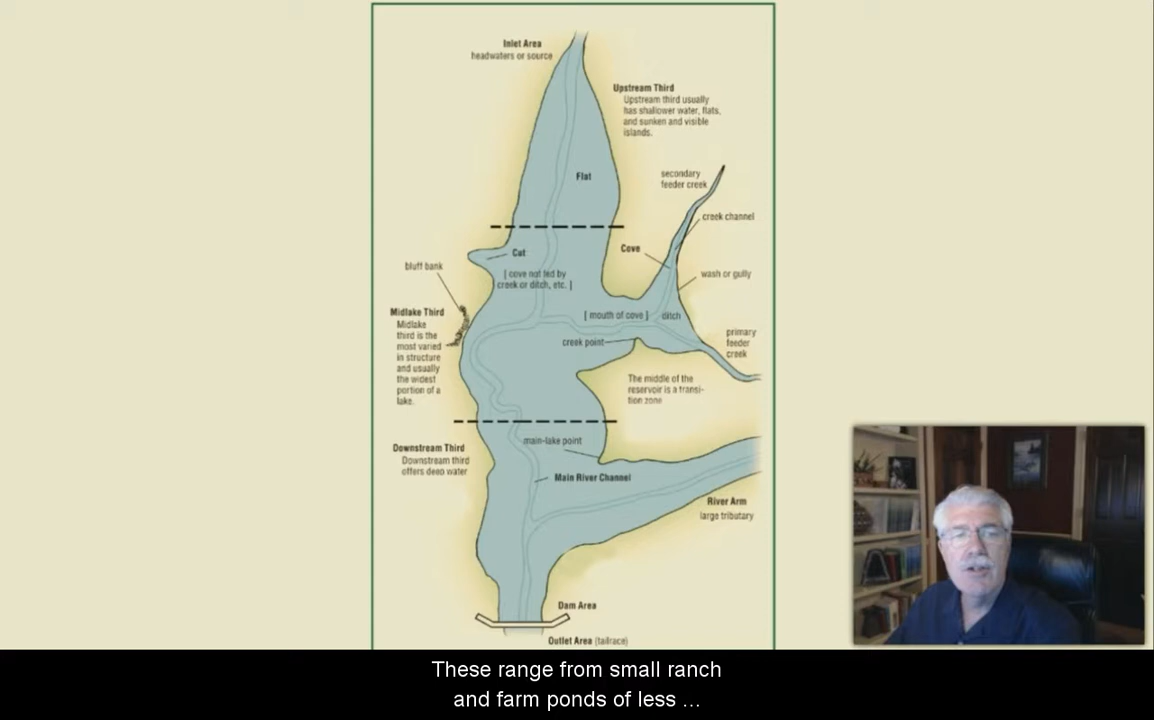 Inlet Area
headwaters or source
Upstream Third
Upstream third usually
has shallower water, flats,
and sunken and visible
islands.
Flat
secondary
feeder creek
creek channel
Cove
Cut
[ cove not fed by
creek or ditch, etc. ]
bluff bank
wash or gully
Midlake Third
Midlake
third is the
most varied
in structure
and usually
the widest
portion of a
lake.
[ mouth of cove ]
ditch
creek point
primary
feeder
creek
The middle of the
reservoir is a transi-
tion zone
main-lake point
Downstream Third
Downstream third
offers deep water
Main River Channel
River Arm
large tributary
Dam Area
Outlet Area (tailrace)
These range from small ranch
and farm ponds of less ...